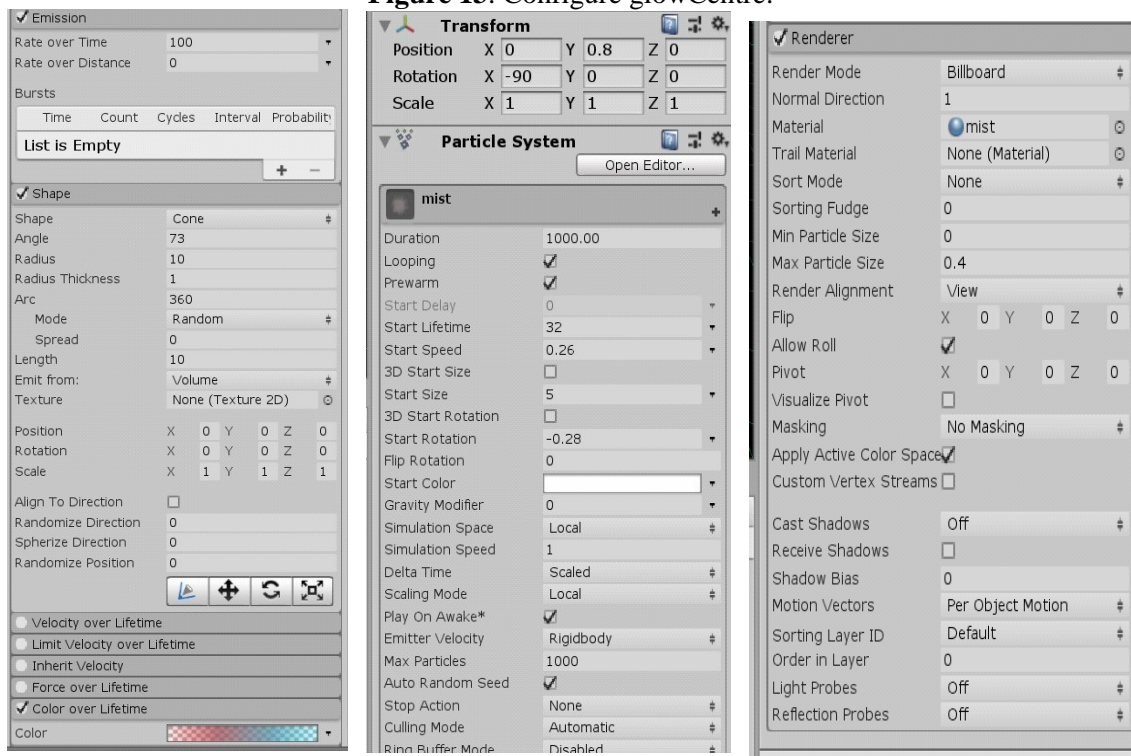 Figure 15. Configure glowCentre.
Emission
Rate over Time 100
Rate over Distance 0
Bursts
Time Count Cycles Interval Probability
List is Empty
+ −
Shape
Shape Cone
Angle 73
Radius 10
Radius Thickness 1
Arc 360
Mode Random
Spread 0
Length 10
Emit from: Volume
Texture None (Texture 2D)
Position X 0 Y 0 Z 0
Rotation X 0 Y 0 Z 0
Scale X 1 Y 1 Z 1
Align To Direction
Randomize Direction 0
Spherize Direction 0
Randomize Position 0
Velocity over Lifetime
Limit Velocity over Lifetime
Inherit Velocity
Force over Lifetime
Color over Lifetime
Color
Transform
Position X 0 Y 0.8 Z 0
Rotation X -90 Y 0 Z 0
Scale X 1 Y 1 Z 1
Particle System
Open Editor...
mist
+
Duration 1000.00
Looping
Prewarm
Start Delay 0
Start Lifetime 32
Start Speed 0.26
3D Start Size
Start Size 5
3D Start Rotation
Start Rotation -0.28
Flip Rotation 0
Start Color
Gravity Modifier 0
Simulation Space Local
Simulation Speed 1
Delta Time Scaled
Scaling Mode Local
Play On Awake*
Emitter Velocity Rigidbody
Max Particles 1000
Auto Random Seed
Stop Action None
Culling Mode Automatic
Ring Buffer Mode Disabled
Renderer
Render Mode Billboard
Normal Direction 1
Material mist
Trail Material None (Material)
Sort Mode None
Sorting Fudge 0
Min Particle Size 0
Max Particle Size 0.4
Render Alignment View
Flip X 0 Y 0 Z 0
Allow Roll
Pivot X 0 Y 0 Z 0
Visualize Pivot
Masking No Masking
Apply Active Color Space
Custom Vertex Streams
Cast Shadows Off
Receive Shadows
Shadow Bias 0
Motion Vectors Per Object Motion
Sorting Layer ID Default
Order in Layer 0
Light Probes Off
Reflection Probes Off